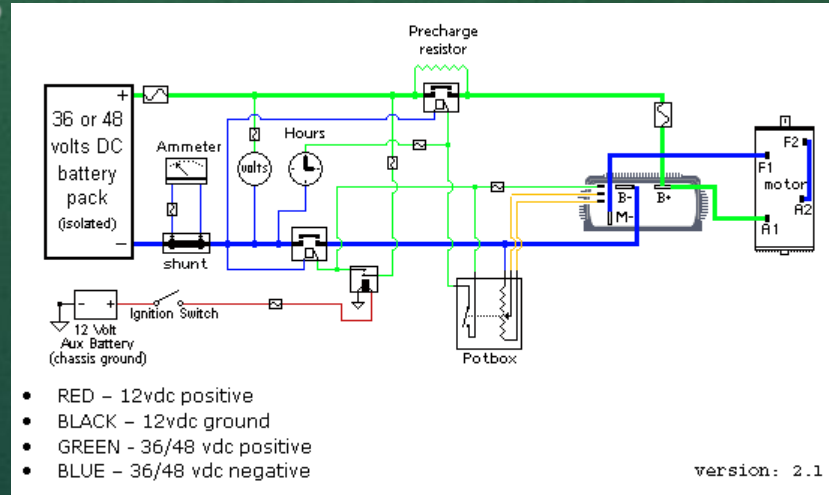 Precharge
resistor
+
36 or 48
volts DC
battery
pack
(isolated)
−
Ammeter
Hours
volts
shunt
F2
F1
motor
A2
A1
B-
B+
M-
- +
Ignition Switch
12 Volt
Aux Battery
(chassis ground)
Potbox
• RED – 12vdc positive
• BLACK – 12vdc ground
• GREEN - 36/48 vdc positive
• BLUE – 36/48 vdc negative
version: 2.1